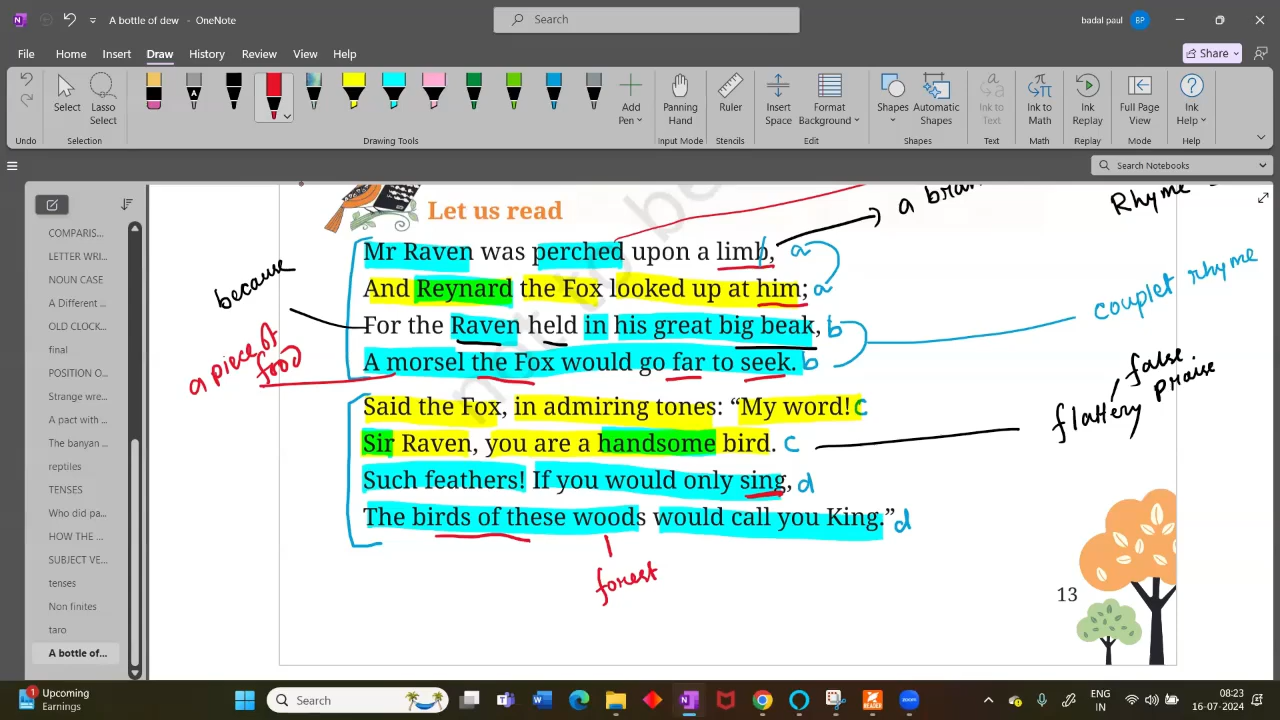 A bottle of dew - OneNote
Search
badal paul BP
File Home Insert Draw History Review View Help
Share
Undo
Select
Lasso Select
Selection
Drawing Tools
Add Pen
Panning Hand
Input Mode
Ruler
Stencils
Insert Space
Format Background
Edit
Shapes
Automatic Shapes
Shapes
Ink to Text
Text
Ink to Math
Math
Ink Replay
Replay
Full Page View
Mode
Ink Help
Help
Search Notebooks
COMPARIS...
LETTER WRI...
NOUN CASE
A Different ...
OLD CLOCK...
final
POSITION O...
Strange wre...
A pact with ...
The banyan ...
reptiles
TENSES
Who did pa...
HOW THE ...
SUBJECT VE...
tenses
Non finites
taro
A bottle of...
Let us read
Rhyme
a bran
Mr Raven was perched upon a limb, a
And Reynard the Fox looked up at him; a
because
For the Raven held in his great big beak, b
couplet rhyme
A morsel the Fox would go far to seek. b
a piece of
food
Said the Fox, in admiring tones: “My word! c
Sir Raven, you are a handsome bird. c
flattery
false
praise
Such feathers! If you would only sing, d
The birds of these woods would call you King.” d
forest
13
1
Upcoming
Earnings
Search
ENG
IN
08:23
16-07-2024